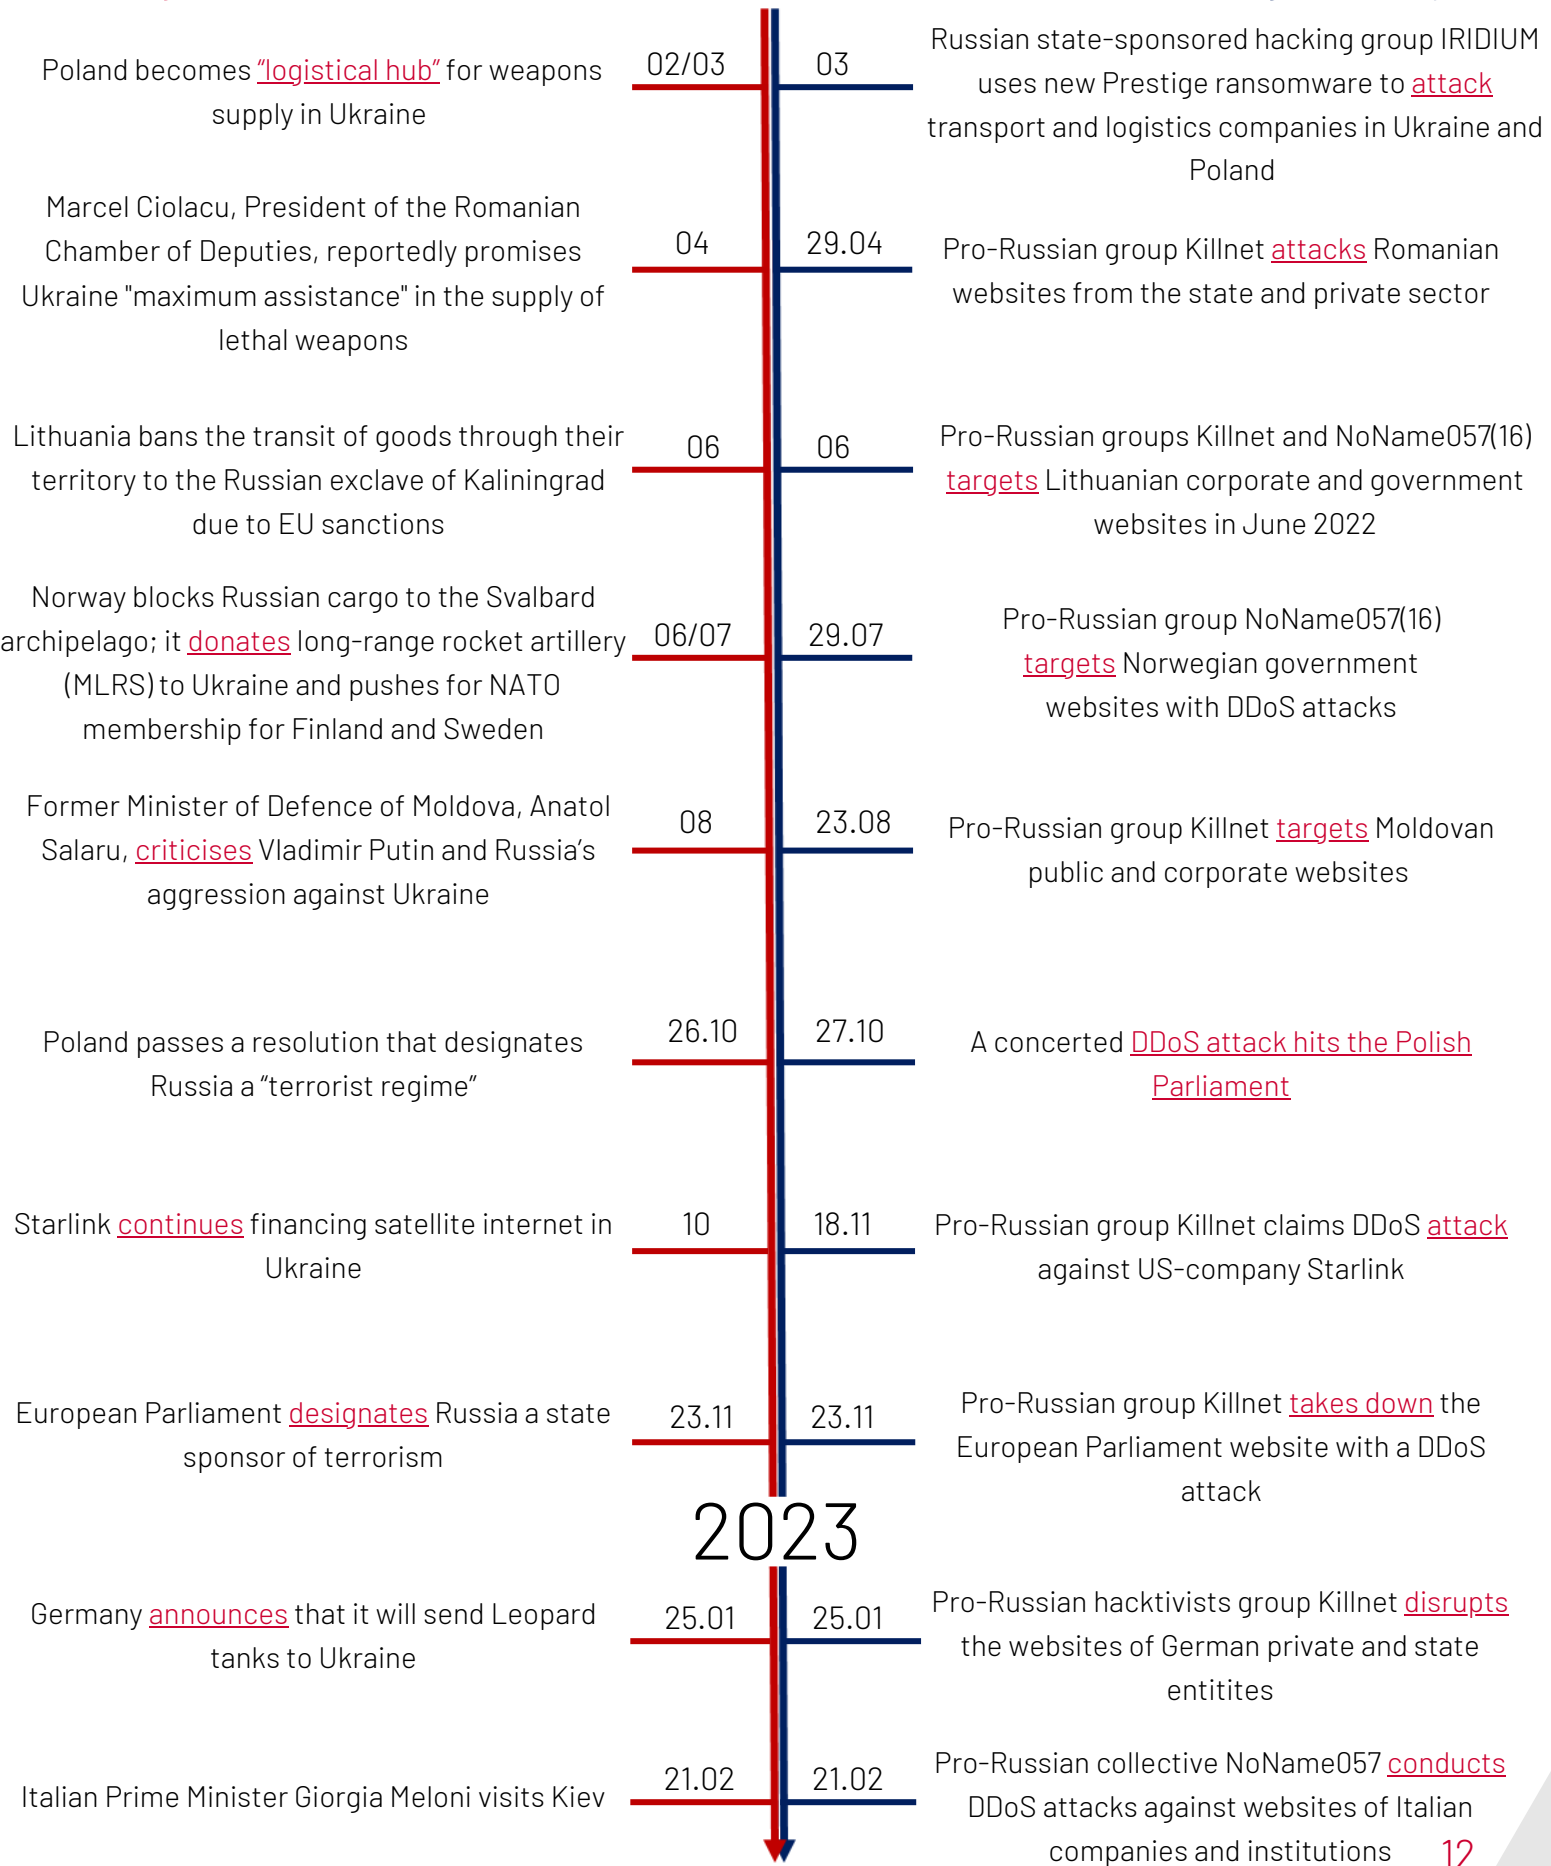 Poland becomes “logistical hub” for weapons
supply in Ukraine
02/03
03
Russian state-sponsored hacking group IRIDIUM
uses new Prestige ransomware to attack
transport and logistics companies in Ukraine and
Poland
Marcel Ciolacu, President of the Romanian
Chamber of Deputies, reportedly promises
Ukraine "maximum assistance" in the supply of
lethal weapons
04
29.04
Pro-Russian group Killnet attacks Romanian
websites from the state and private sector
Lithuania bans the transit of goods through their
territory to the Russian exclave of Kaliningrad
due to EU sanctions
06
06
Pro-Russian groups Killnet and NoName057(16)
targets Lithuanian corporate and government
websites in June 2022
Norway blocks Russian cargo to the Svalbard
archipelago; it donates long-range rocket artillery
(MLRS) to Ukraine and pushes for NATO
membership for Finland and Sweden
06/07
29.07
Pro-Russian group NoName057(16)
targets Norwegian government
websites with DDoS attacks
Former Minister of Defence of Moldova, Anatol
Salaru, criticises Vladimir Putin and Russia’s
aggression against Ukraine
08
23.08
Pro-Russian group Killnet targets Moldovan
public and corporate websites
Poland passes a resolution that designates
Russia a “terrorist regime”
26.10
27.10
A concerted DDoS attack hits the Polish
Parliament
Starlink continues financing satellite internet in
Ukraine
10
18.11
Pro-Russian group Killnet claims DDoS attack
against US-company Starlink
European Parliament designates Russia a state
sponsor of terrorism
23.11
23.11
Pro-Russian group Killnet takes down the
European Parliament website with a DDoS
attack
2023
Germany announces that it will send Leopard
tanks to Ukraine
25.01
25.01
Pro-Russian hacktivists group Killnet disrupts
the websites of German private and state
entitites
Italian Prime Minister Giorgia Meloni visits Kiev
21.02
21.02
Pro-Russian collective NoName057 conducts
DDoS attacks against websites of Italian
companies and institutions
12